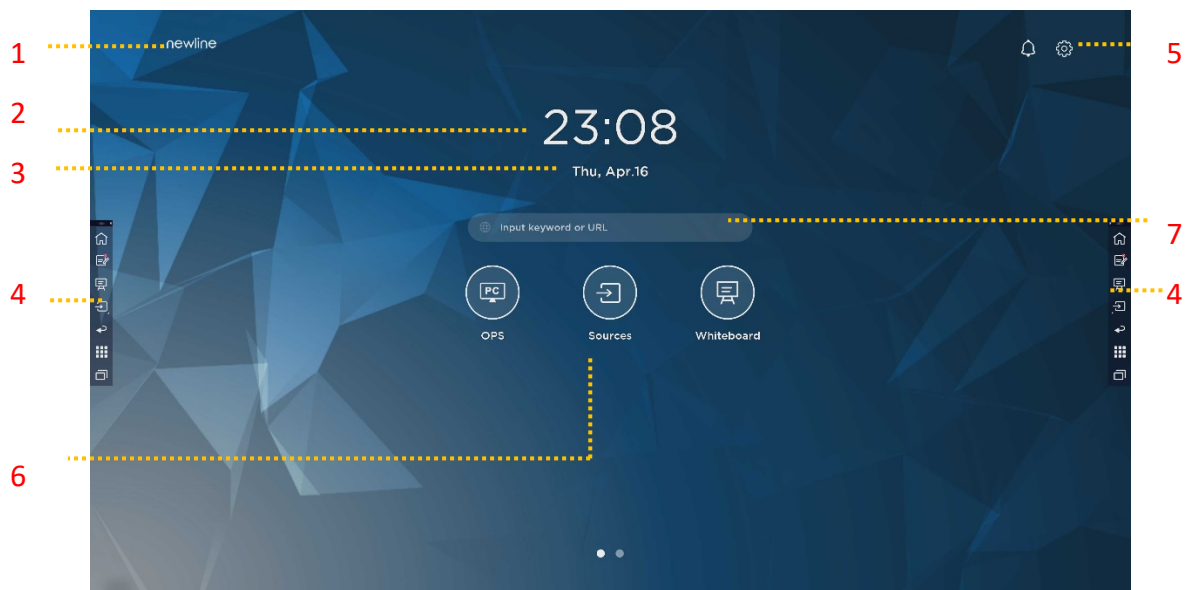 1
newline
5
2
23:08
3
Thu, Apr.16
Input keyword or URL
7
4
4
PC
OPS
Sources
Whiteboard
6